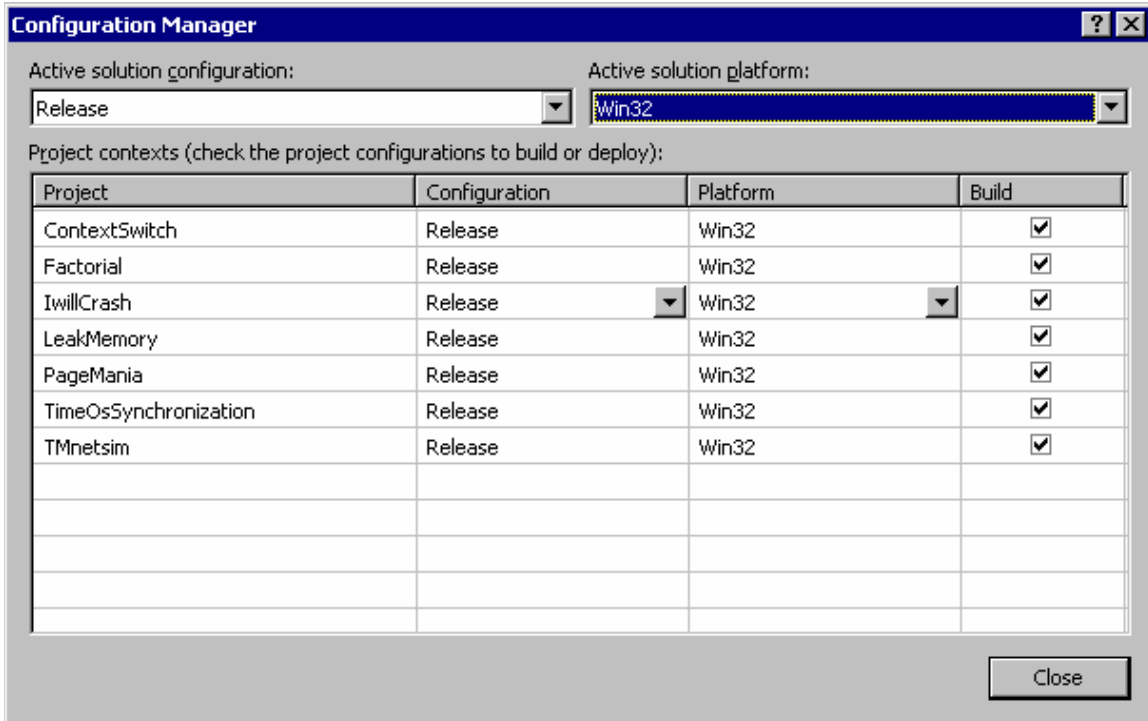 Configuration Manager
Active solution configuration: Active solution platform:
Release Win32
Project contexts (check the project configurations to build or deploy):
Project Configuration Platform Build
ContextSwitch Release Win32
Factorial Release Win32
IwillCrash Release Win32
LeakMemory Release Win32
PageMania Release Win32
TimeOsSynchronization Release Win32
TMnetsim Release Win32
Close